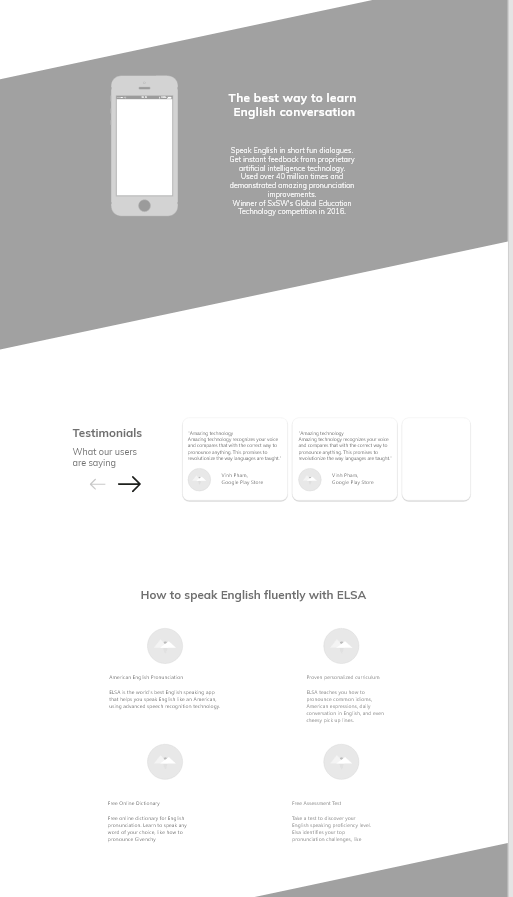 The best way to learn
English conversation
Speak English in short fun dialogues.
Get instant feedback from proprietary
artificial intelligence technology.
Used over 40 million times and
demonstrated amazing pronunciation
improvements.
Winner of SxSW's Global Education
Technology competition in 2016.
Testimonials
What our users
are saying
"Amazing technology
Amazing technology recognizes your voice
and compares that with the correct way to
pronounce anything. This promises to
revolutionize the way languages are taught."
Vinh Pham,
Google Play Store
"Amazing technology
Amazing technology recognizes your voice
and compares that with the correct way to
pronounce anything. This promises to
revolutionize the way languages are taught."
Vinh Pham,
Google Play Store
How to speak English fluently with ELSA
American English Pronunciation
ELSA is the world's best English speaking app
that helps you speak English like an American,
using advanced speech recognition technology
Proven personalized curriculum
ELSA teaches you how to
pronounce common idioms,
American expressions, daily
conversation in English, and even
cheesy pick up lines.
Free Online Dictionary
Free online dictionary for English
pronunciation. Learn to speak any
word of your choice, like how to
pronounce Givenchy
Free Assessment Test
Take a test to discover your
English speaking proficiency level.
Elsa identifies your top
pronunciation challenges, like